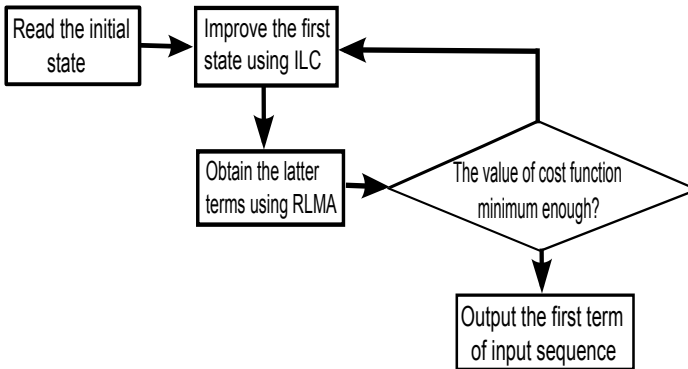 Read the initial
state
Improve the first
state using ILC
Obtain the latter
terms using RLMA
The value of cost function
minimum enough?
Output the first term
of input sequence